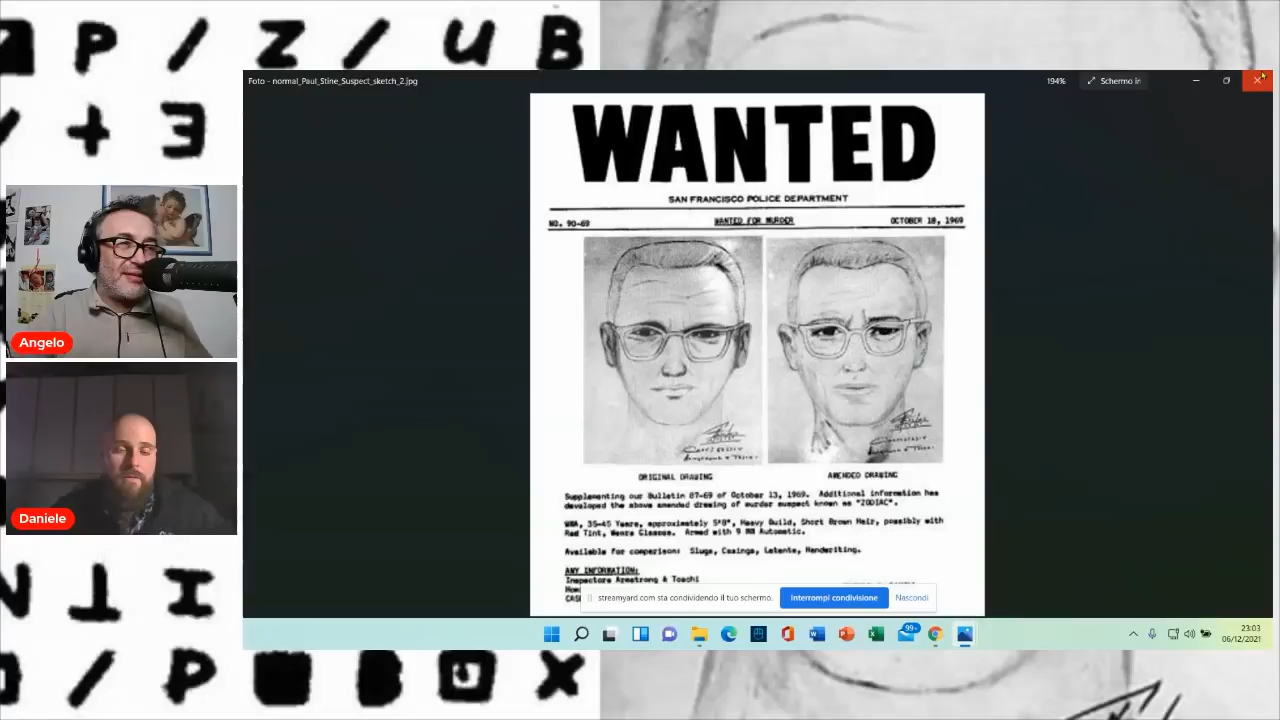 P / Z / U B
+
Foto - normal_Paul_Stine_Suspect_sketch_2.jpg
194%
Schermo in
WANTED
SAN FRANCISCO POLICE DEPARTMENT
NO. 90-69 WANTED FOR MURDER OCTOBER 18, 1969
ORIGINAL DRAWING AMENDED DRAWING
Supplementing our Bulletin 87-69 of October 13, 1969. Additional information has
developed the above amended drawing of murder suspect known as "ZODIAC".
WMA, 35-45 Years, approximately 5'8", Heavy Build, Short Brown Hair, possibly with
Red Tint, Wears Glasses. Armed with 9 MM Automatic.
Available for comparison: Slugs, Casings, Latents, Handwriting.
ANY INFORMATION:
Inspectors Armstrong & Toschi
streamyard.com sta condividendo il tuo schermo.
Interrompi condivisione
Nascondi
Angelo
Daniele
99+
23:03
06/12/2021
I
/ P B X